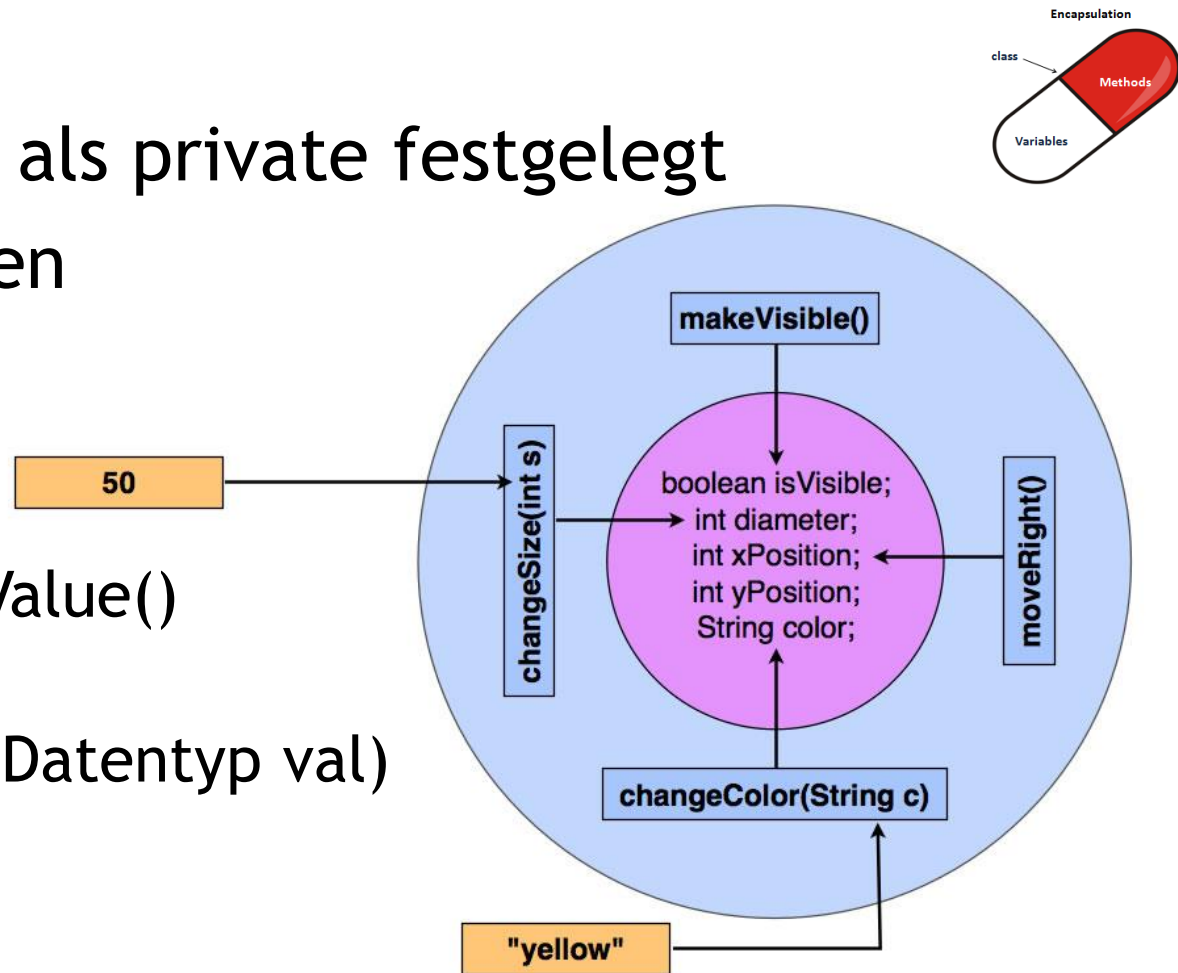 Encapsulation
class
Methods
Variables
als private festgelegt
en
makeVisible()
50
changeSize(int s)
boolean isVisible;
int diameter;
int xPosition;
int yPosition;
String color;
moveRight()
Value()
Datentyp val)
changeColor(String c)
"yellow"